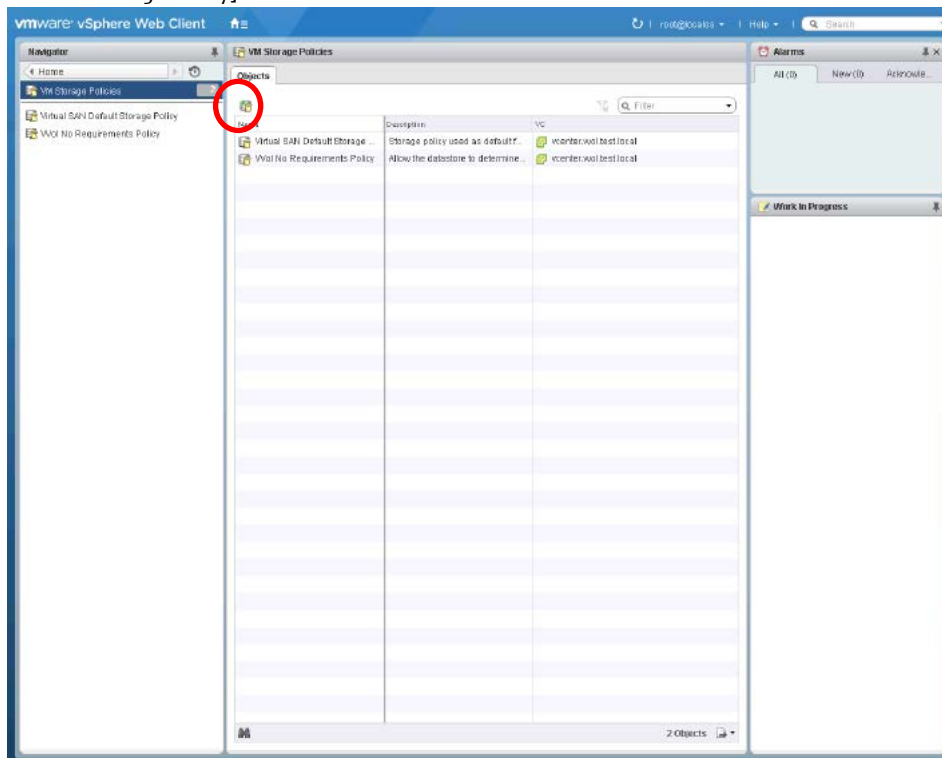 vmware® vSphere Web Client
root@localos
Help
Search
Navigator
Home
VM Storage Policies
Virtual SAN Default Storage Policy
VVol No Requirements Policy
VM Storage Policies
Objects
Filter
Name Description VC
Virtual SAN Default Storage ... Storage policy used as default f... vcenter.vvol.test.local
VVol No Requirements Policy Allow the datastore to determine... vcenter.vvol.test.local
2 Objects
Alarms
All (0) New (0) Acknowle...
Work In Progress